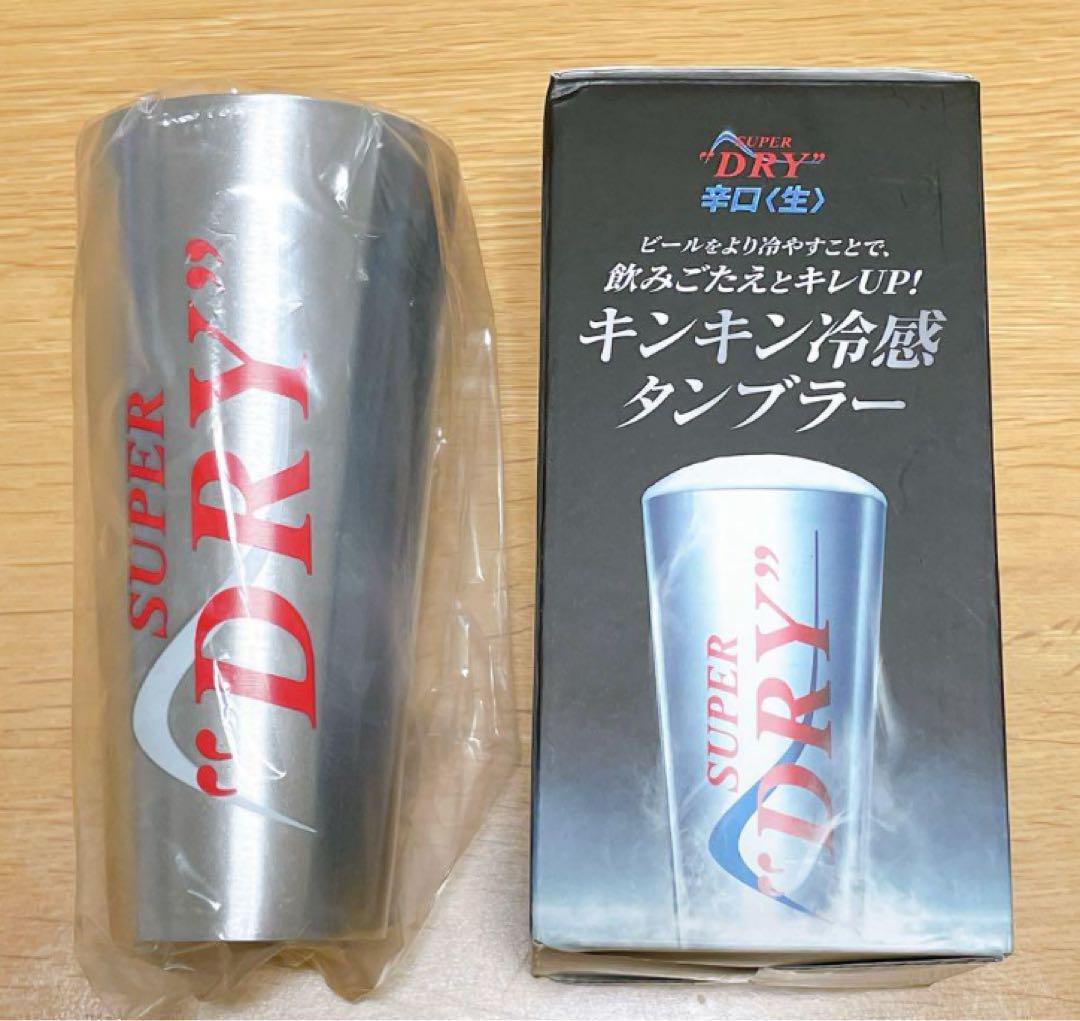 SUPER
"DRY"
SUPER
"DRY"
辛口〈生〉
ビールをより冷やすことで、
飲みごたえとキレUP!
キンキン冷感
タンブラー
SUPER
"DRY"